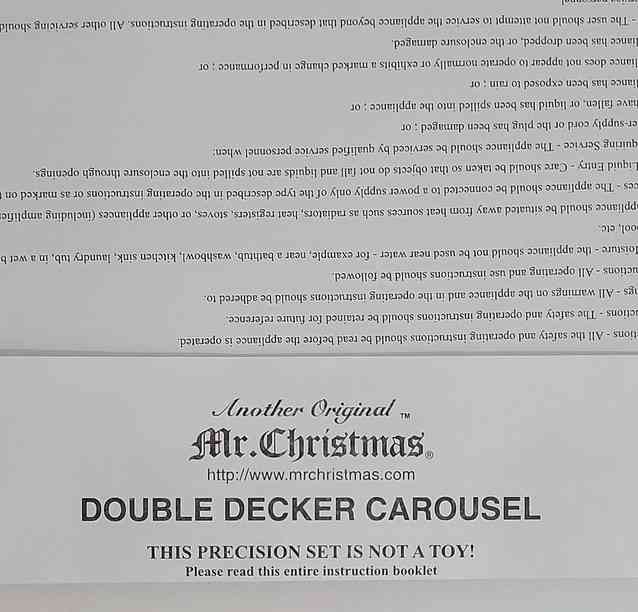 Another Original ™
Mr. Christmas®
http://www.mrchristmas.com
DOUBLE DECKER CAROUSEL
THIS PRECISION SET IS NOT A TOY!
Please read this entire instruction booklet
ctions - All the safety and operating instructions should be read before the appliance is operated.
uctions - The safety and operating instructions should be retained for future reference.
ngs - All warnings on the appliance and in the operating instructions should be adhered to.
uctions - All operating and use instructions should be followed.
oisture - the appliance should not be used near water - for example, near a bathtub, washbowl, kitchen sink, laundry tub, in a wet b
ool, etc.
appliance should be situated away from heat sources such as radiators, heat registers, stoves, or other appliances (including amplifie
ces - The appliance should be connected to a power supply only of the type described in the operating instructions or as marked on t
Liquid Entry - Care should be taken so that objects do not fall and liquids are not spilled into the enclosure through openings.
quiring Service - The appliance should be serviced by qualified service personnel when:
er-supply cord or the plug has been damaged ; or
have fallen, or liquid has been spilled into the appliance ; or
liance has been exposed to rain ; or
liance does not appear to operate normally or exhibits a marked change in performance ; or
liance has been dropped, or the enclosure damaged.
- The user should not attempt to service the appliance beyond that described in the operating instructions. All other servicing should